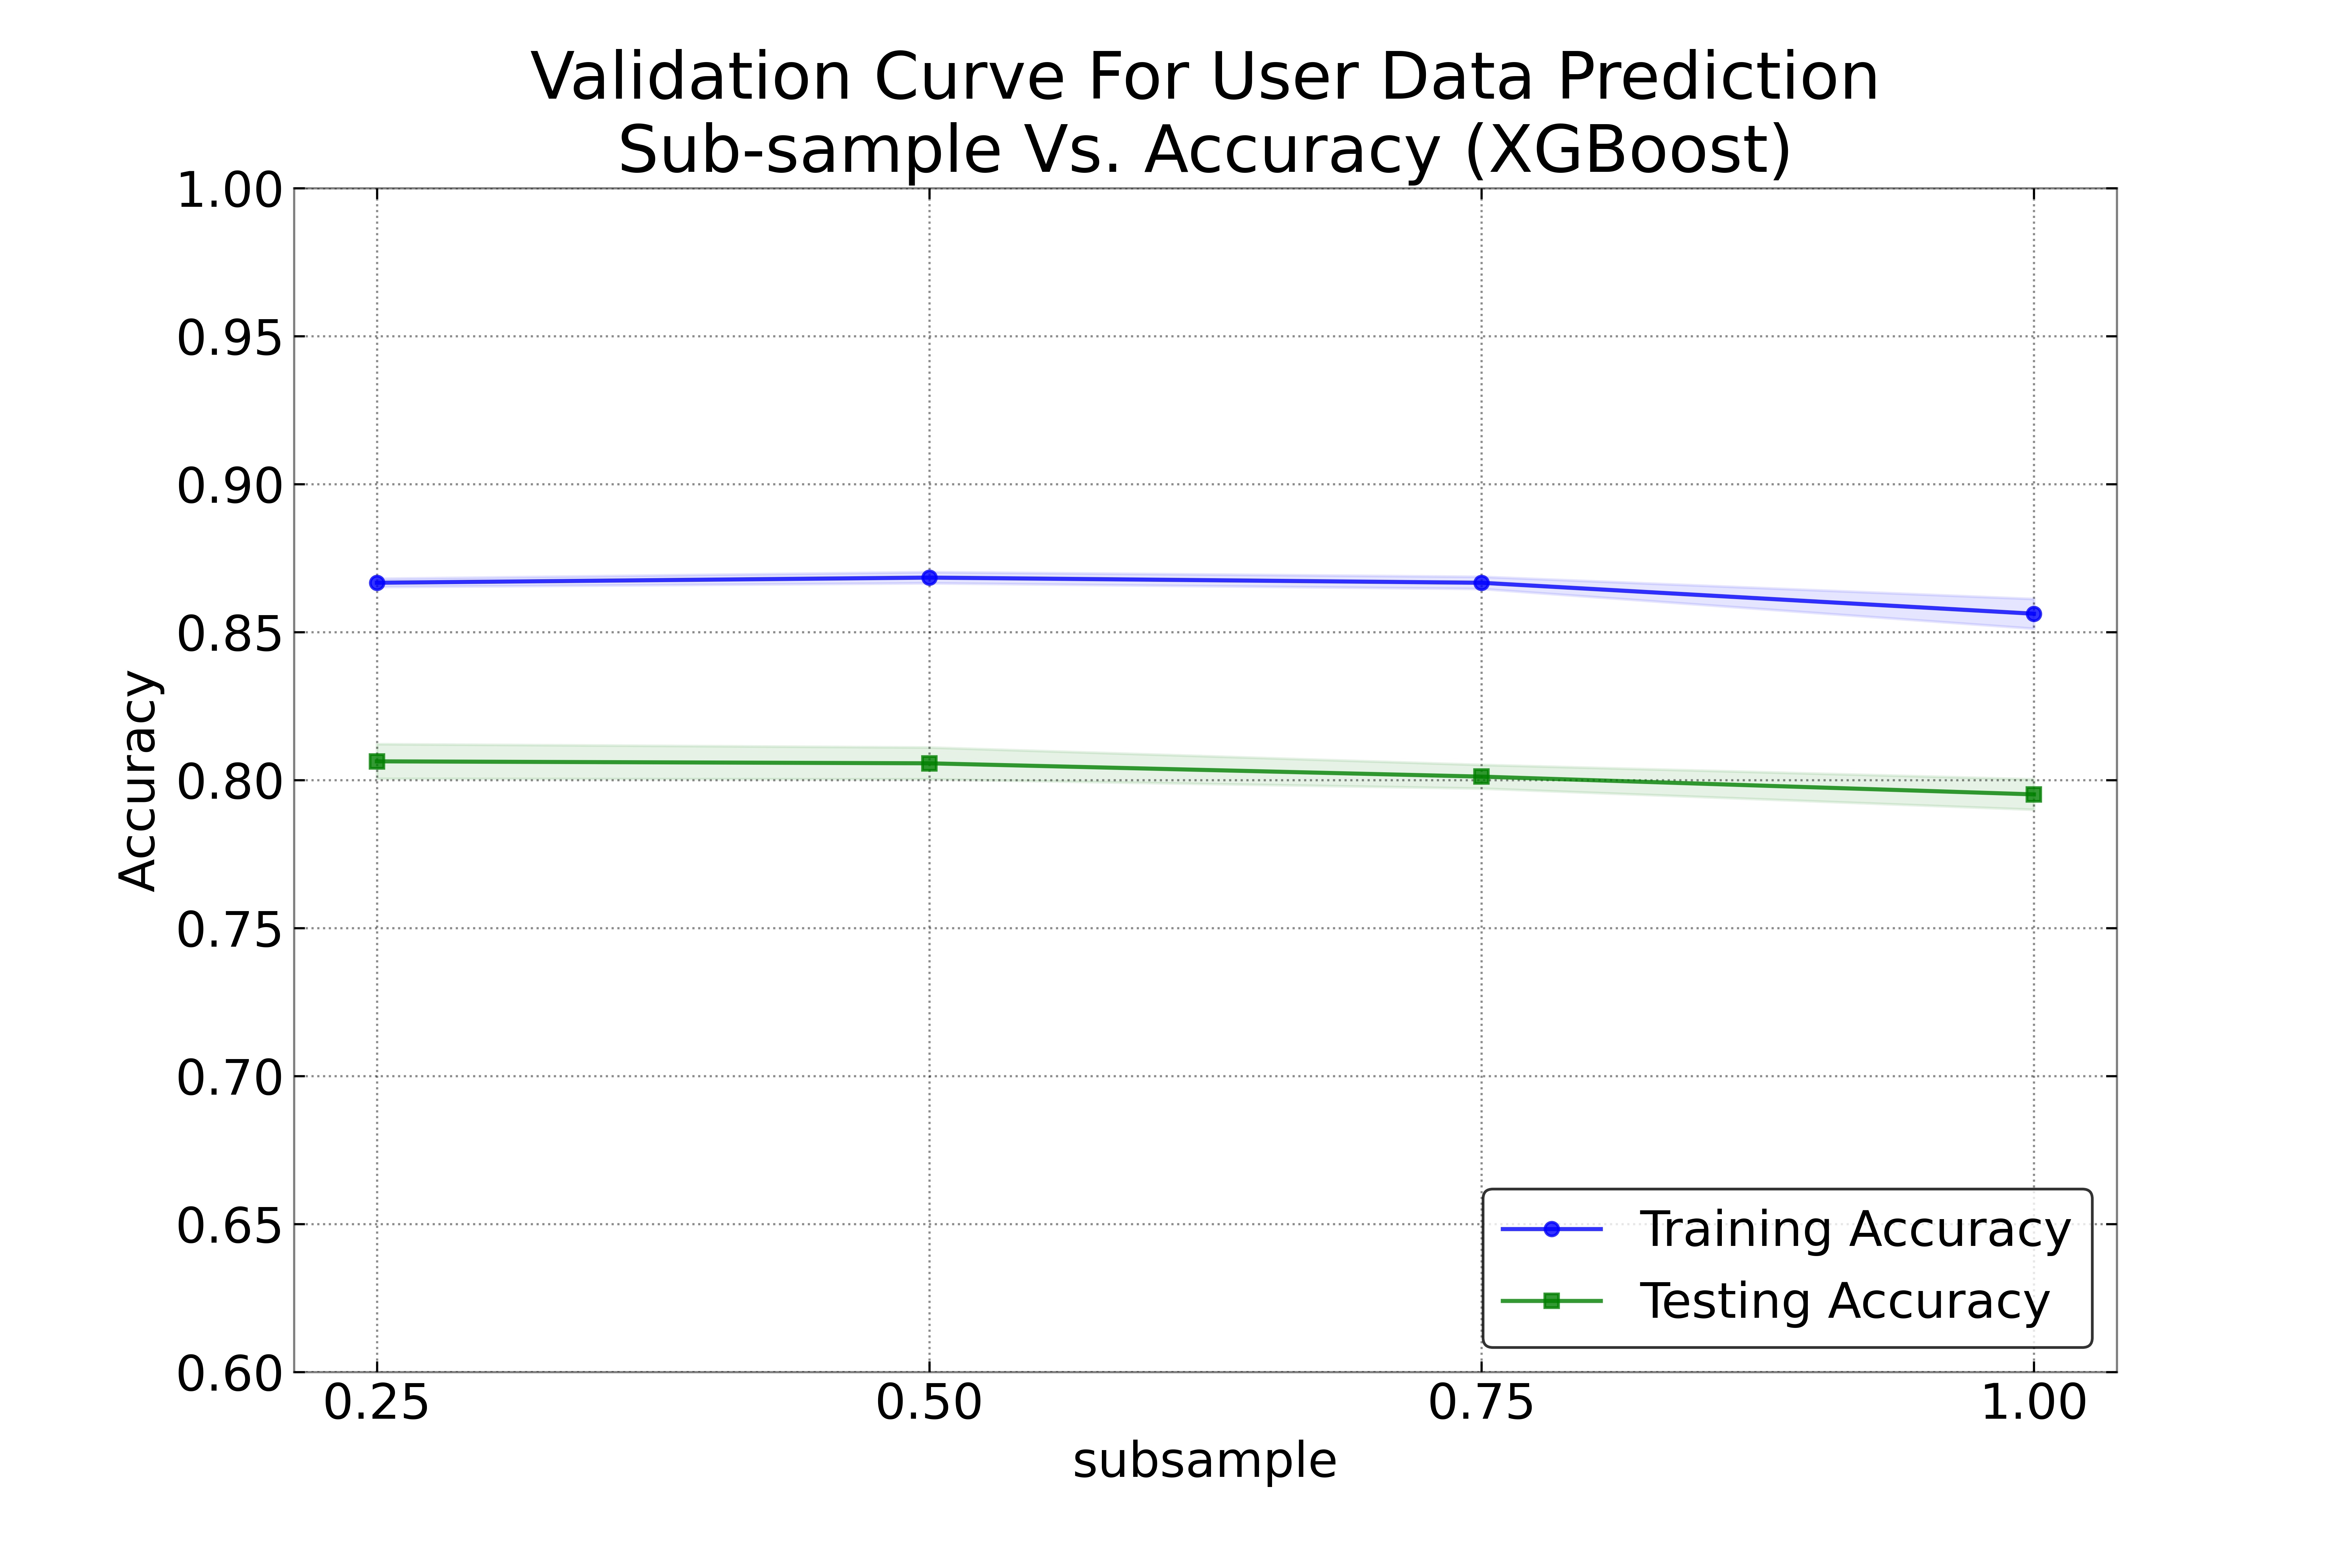 Validation Curve For User Data Prediction
Sub-sample Vs. Accuracy (XGBoost)
1.00
0.95
0.90
0.85
0.80
0.75
0.70
0.65
0.60
Accuracy
Training Accuracy
Testing Accuracy
0.25 0.50 0.75 1.00
subsample